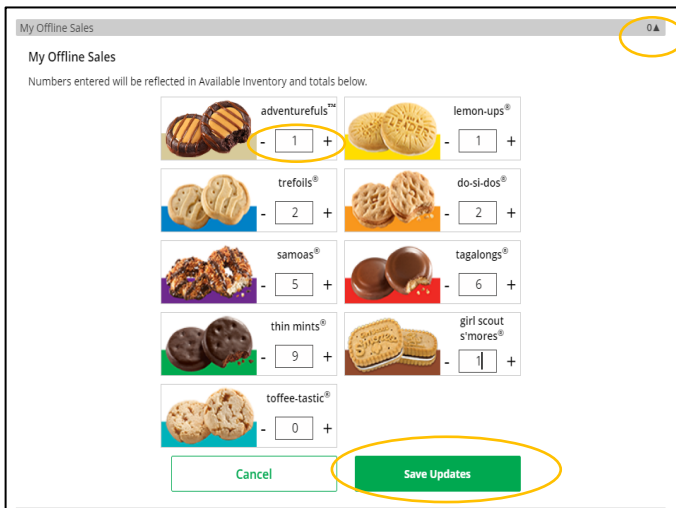 My Offline Sales 0▲
My Offline Sales
Numbers entered will be reflected in Available Inventory and totals below.
adventurefuls™
- 1 +
lemon-ups®
- 1 +
trefoils®
- 2 +
do-si-dos®
- 2 +
samoas®
- 5 +
tagalongs®
- 6 +
thin mints®
- 9 +
girl scout
s'mores®
- 1 +
toffee-tastic®
- 0 +
Cancel
Save Updates